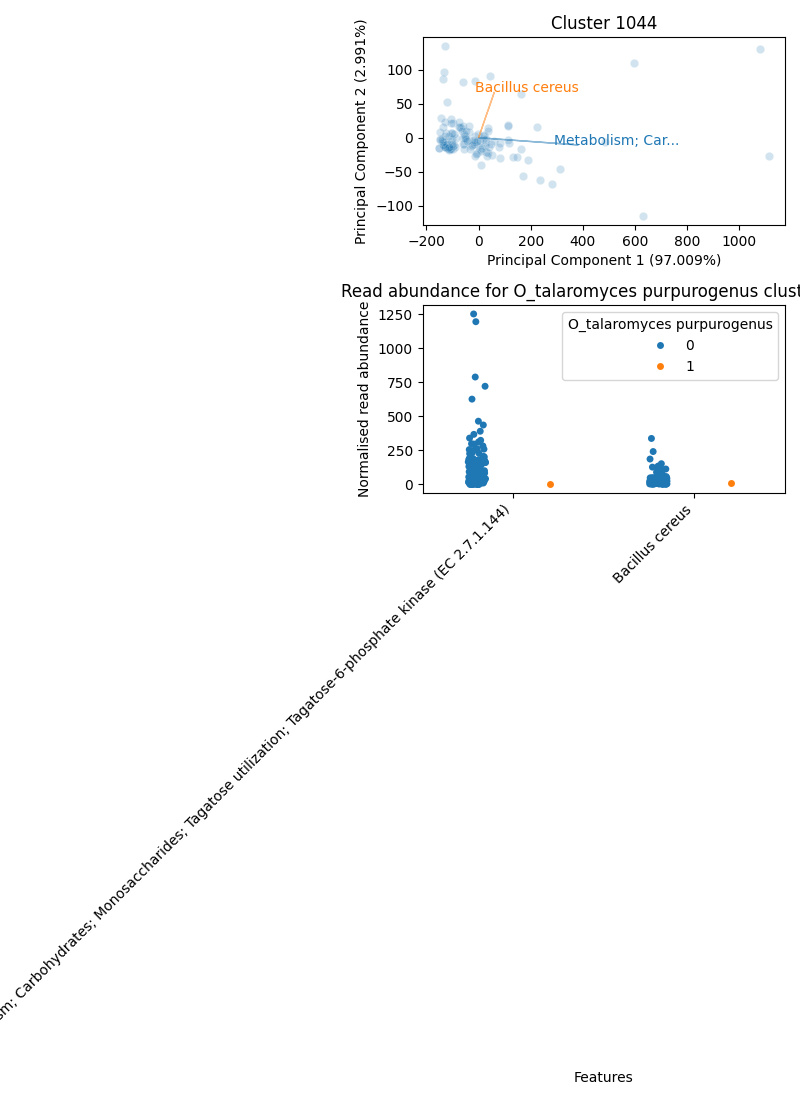 Cluster 1044
Principal Component 2 (2.991%)
100
50
0
−50
−100
Bacillus cereus
Metabolism; Car...
−200
0
200
400
600
800
1000
Principal Component 1 (97.009%)
Read abundance for O_talaromyces purpurogenus clust
Normalised read abundance
1250
1000
750
500
250
0
O_talaromyces purpurogenus
0
1
sm; Carbohydrates; Monosaccharides; Tagatose utilization; Tagatose-6-phosphate kinase (EC 2.7.1.144)
Bacillus cereus
Features